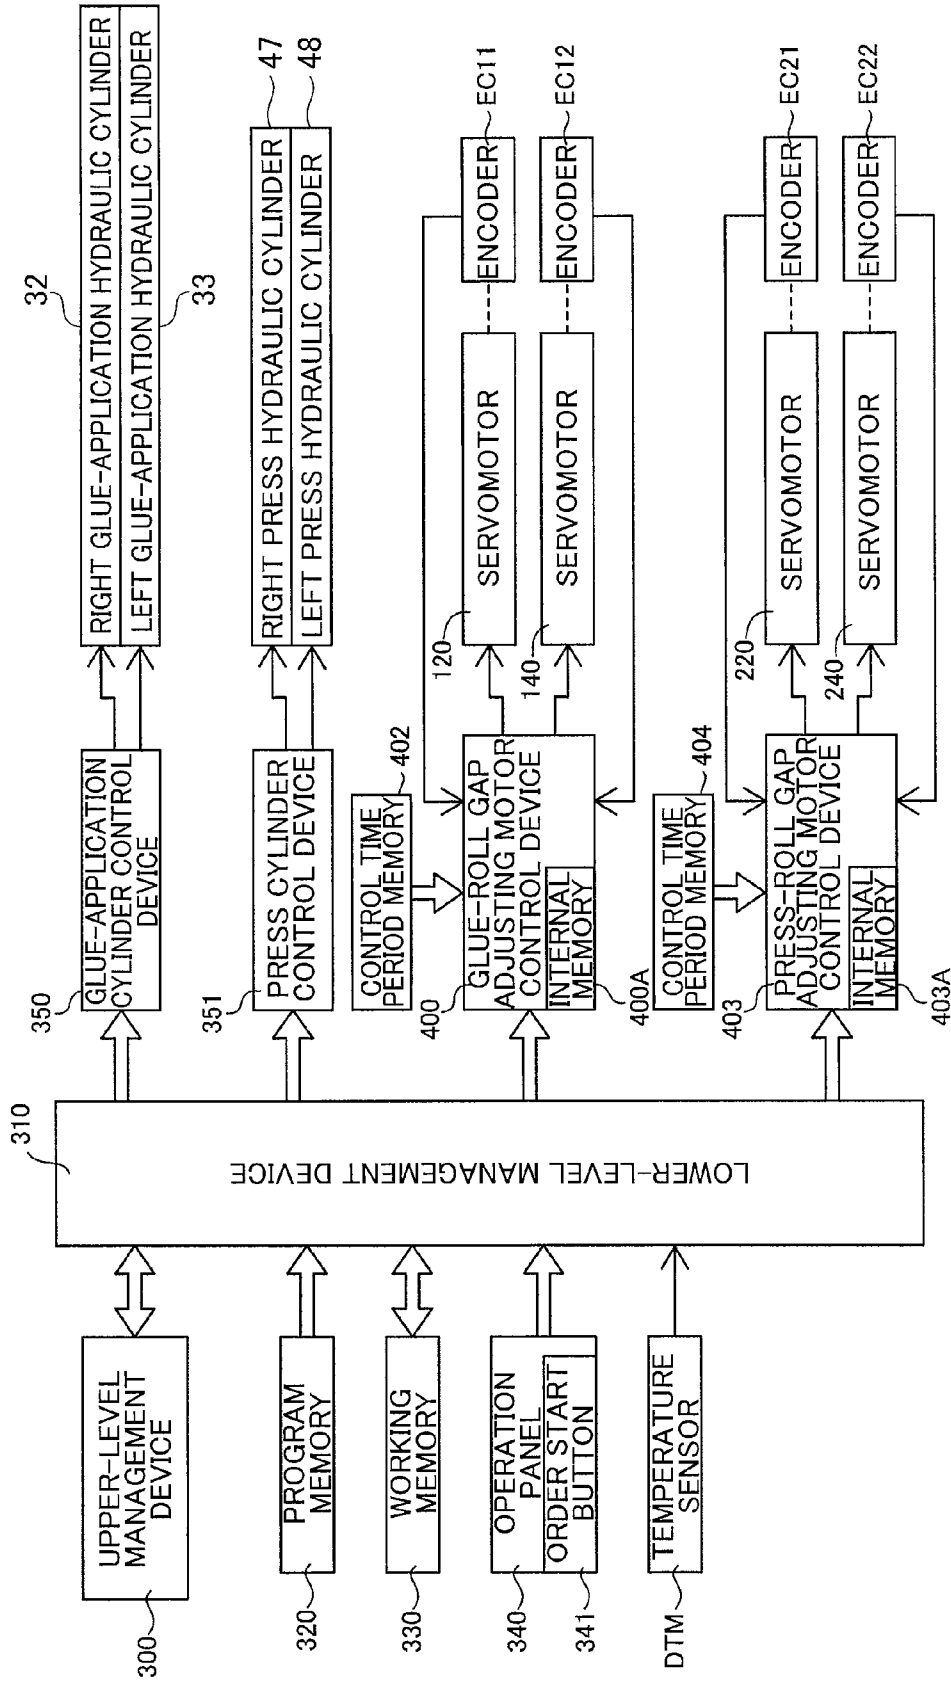 300
UPPER-LEVEL
MANAGEMENT
DEVICE
320
PROGRAM
MEMORY
330
WORKING
MEMORY
340
OPERATION
PANEL
341
ORDER START
BUTTON
DTM
TEMPERATURE
SENSOR
310
LOWER-LEVEL MANAGEMENT DEVICE
350
GLUE-APPLICATION
CYLINDER CONTROL
DEVICE
32
RIGHT GLUE-APPLICATION HYDRAULIC CYLINDER
LEFT GLUE-APPLICATION HYDRAULIC CYLINDER
33
351
PRESS CYLINDER
CONTROL DEVICE
RIGHT PRESS HYDRAULIC CYLINDER
47
LEFT PRESS HYDRAULIC CYLINDER
48
CONTROL TIME
PERIOD MEMORY
402
400
GLUE-ROLL GAP
ADJUSTING MOTOR
CONTROL DEVICE
INTERNAL
MEMORY
400A
120
SERVOMOTOR
ENCODER
EC11
140
SERVOMOTOR
ENCODER
EC12
CONTROL TIME
PERIOD MEMORY
404
403
PRESS-ROLL GAP
ADJUSTING MOTOR
CONTROL DEVICE
INTERNAL
MEMORY
403A
220
SERVOMOTOR
ENCODER
EC21
240
SERVOMOTOR
ENCODER
EC22